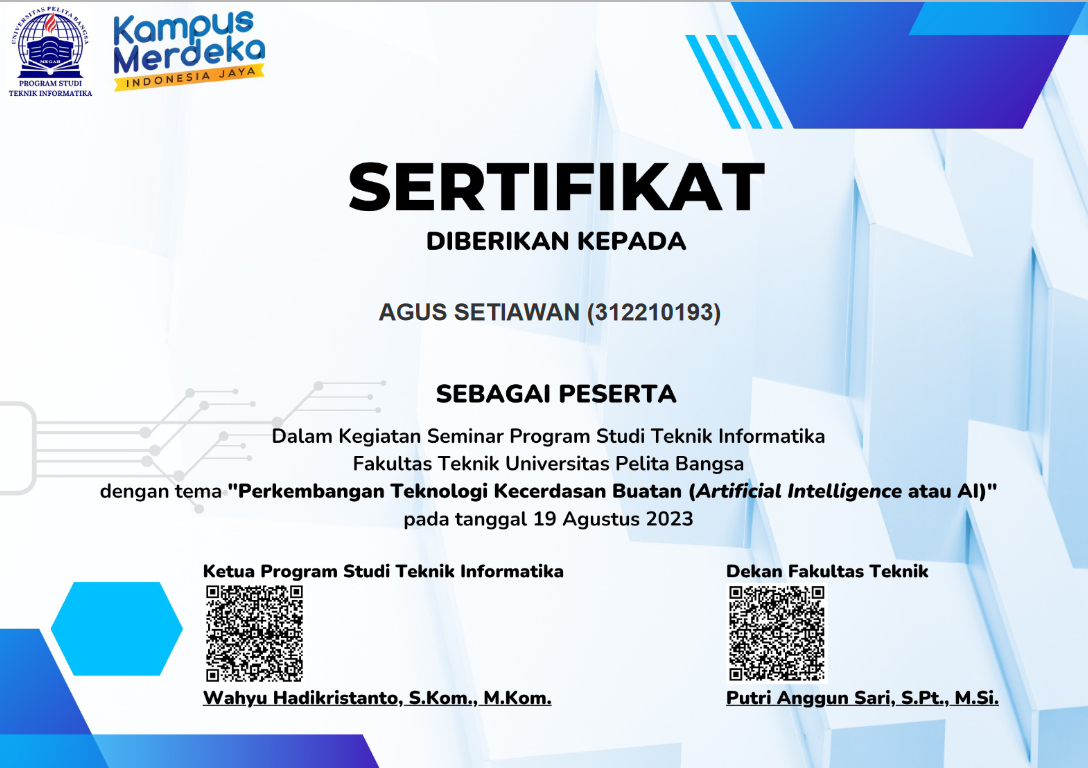 UNIVERSITAS PELITA BANGSA
MEGAH
PROGRAM STUDI
TEKNIK INFORMATIKA
Kampus
Merdeka
INDONESIA JAYA
SERTIFIKAT
DIBERIKAN KEPADA
AGUS SETIAWAN (312210193)
SEBAGAI PESERTA
Dalam Kegiatan Seminar Program Studi Teknik Informatika
Fakultas Teknik Universitas Pelita Bangsa
dengan tema "Perkembangan Teknologi Kecerdasan Buatan (Artificial Intelligence atau AI)"
pada tanggal 19 Agustus 2023
Ketua Program Studi Teknik Informatika
Dekan Fakultas Teknik
Wahyu Hadikristanto, S.Kom., M.Kom.
Putri Anggun Sari, S.Pt., M.Si.